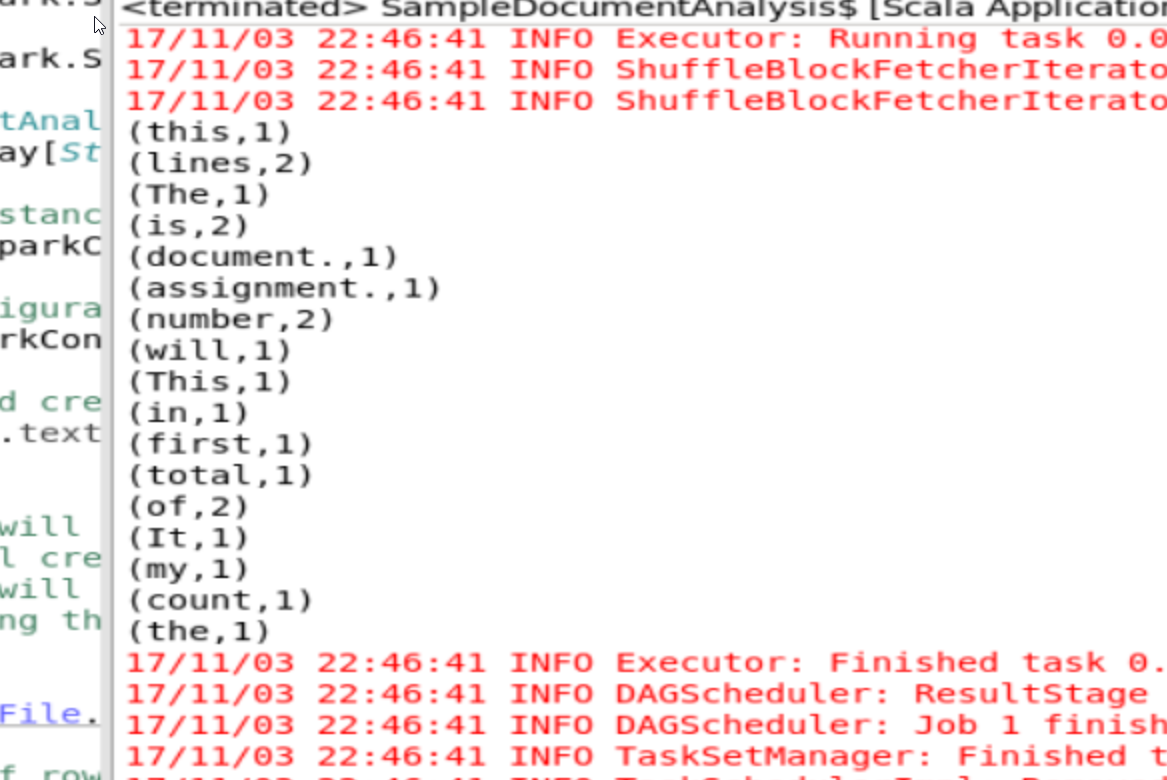 ark.S
tAnal
ay[St
stanc
parkC
igura
rkCon
d cre
.text
will
l cre
will
ng th
File.
f row
<terminated> SampleDocumentAnalysis$ [Scala Application
17/11/03 22:46:41 INFO Executor: Running task 0.0
17/11/03 22:46:41 INFO ShuffleBlockFetcherIterato
17/11/03 22:46:41 INFO ShuffleBlockFetcherIterato
(this,1)
(lines,2)
(The,1)
(is,2)
(document.,1)
(assignment.,1)
(number,2)
(will,1)
(This,1)
(in,1)
(first,1)
(total,1)
(of,2)
(It,1)
(my,1)
(count,1)
(the,1)
17/11/03 22:46:41 INFO Executor: Finished task 0.
17/11/03 22:46:41 INFO DAGScheduler: ResultStage
17/11/03 22:46:41 INFO DAGScheduler: Job 1 finish
17/11/03 22:46:41 INFO TaskSetManager: Finished t